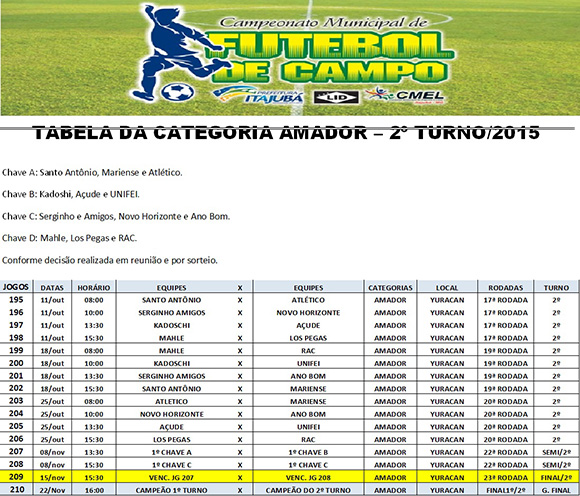 Campeonato Municipal de
FUTEBOL
DE CAMPO
PREFEITURA
ITAJUBÁ
LID
CMEL
TABELA DA CATEGORIA AMADOR – 2º TURNO/2015
Chave A: Santo Antônio, Mariense e Atlético.
Chave B: Kadoshi, Açude e UNIFEI.
Chave C: Serginho e Amigos, Novo Horizonte e Ano Bom.
Chave D: Mahle, Los Pegas e RAC.
Conforme decisão realizada em reunião e por sorteio.
JOGOS DATAS HORÁRIO EQUIPES X EQUIPES CATEGORIAS LOCAL RODADAS TURNO
195 11/out 08:00 SANTO ANTÔNIO X ATLÉTICO AMADOR YURACAN 17ª RODADA 2º
196 11/out 10:00 SERGINHO AMIGOS X NOVO HORIZONTE AMADOR YURACAN 17ª RODADA 2º
197 11/out 13:30 KADOSCHI X AÇUDE AMADOR YURACAN 17ª RODADA 2º
198 11/out 15:30 MAHLE X LOS PEGAS AMADOR YURACAN 17ª RODADA 2º
199 18/out 08:00 MAHLE X RAC AMADOR YURACAN 19ª RODADA 2º
200 18/out 10:00 KADOSCHI X UNIFEI AMADOR YURACAN 19ª RODADA 2º
201 18/out 13:30 SERGINHO AMIGOS X ANO BOM AMADOR YURACAN 19ª RODADA 2º
202 18/out 15:30 SANTO ANTÔNIO X MARIENSE AMADOR YURACAN 19ª RODADA 2º
203 25/out 08:00 ATLETICO X MARIENSE AMADOR YURACAN 20ª RODADA 2º
204 25/out 10:00 NOVO HORIZONTE X ANO BOM AMADOR YURACAN 20ª RODADA 2º
205 25/out 13:30 AÇUDE X UNIFEI AMADOR YURACAN 20ª RODADA 2º
206 25/out 15:30 LOS PEGAS X RAC AMADOR YURACAN 20ª RODADA 2º
207 08/nov 13:30 1º CHAVE A X 1º CHAVE B AMADOR YURACAN 22ª RODADA SEMI/2º
208 08/nov 15:30 1º CHAVE C X 1º CHAVE C AMADOR YURACAN 22ª RODADA SEMI/2º
209 15/nov 15:30 VENC. JG 207 X VENC. JG 208 AMADOR YURACAN 23ª RODADA FINAL/2º
210 22/Nov 16:00 CAMPEÃO 1º TURNO X CAMPEÃO DO 2º TURNO AMADOR YURACAN FINAL1º/2º G. FINAL